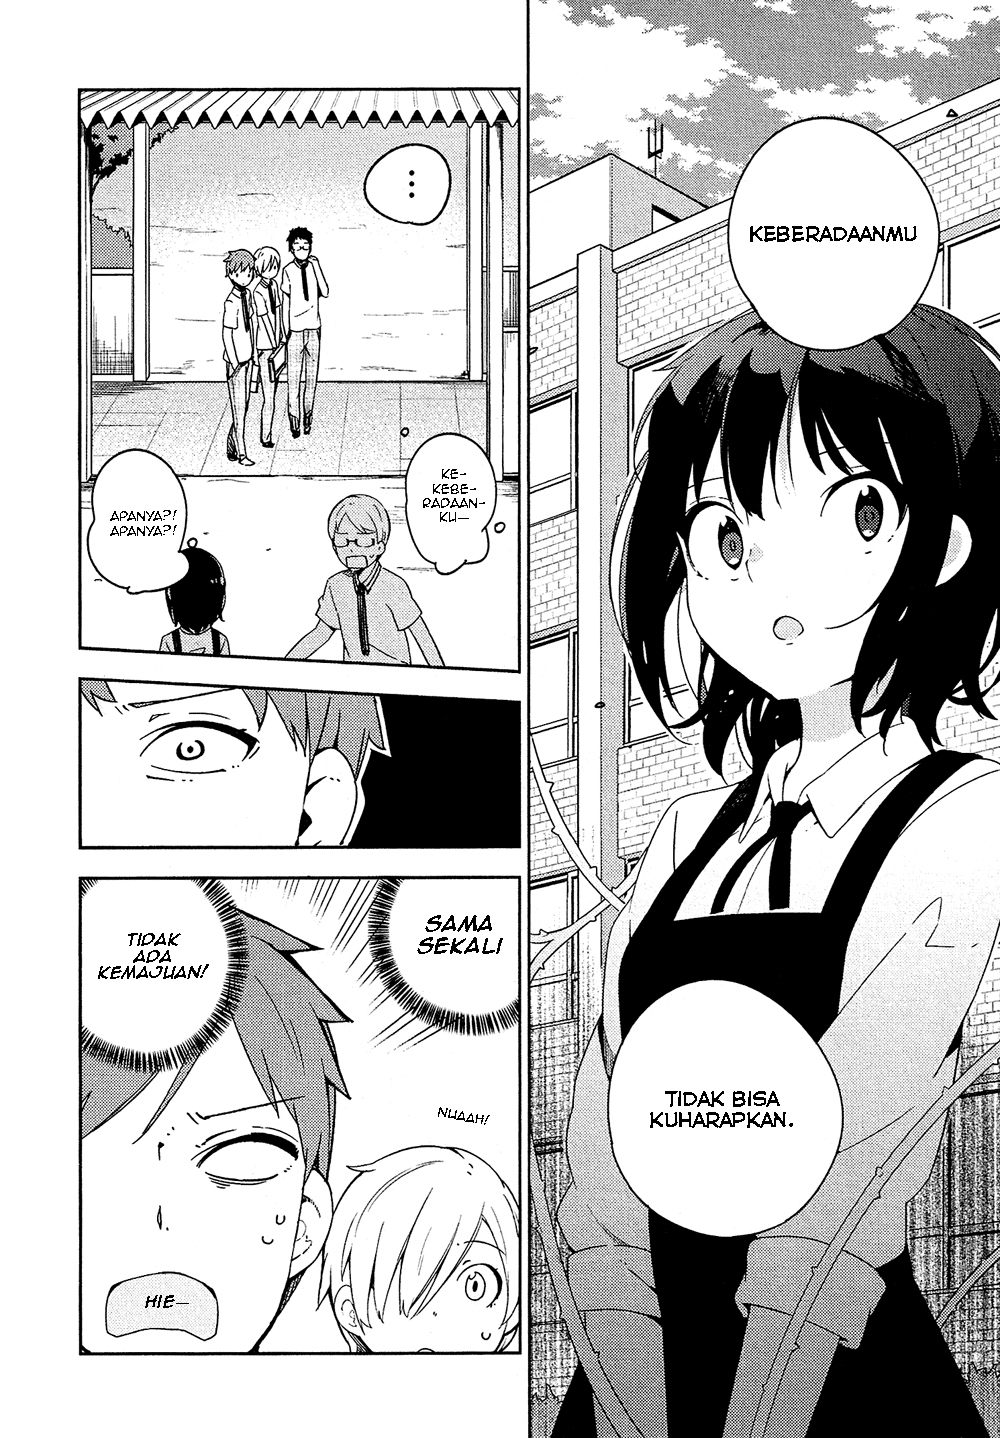 KEBERADAANMU
TIDAK BISA
KUHARAPKAN.
...
KE-
KEBE-
RADAAN-
KU—
APANYA?!
APANYA?!
SAMA
SEKALI
TIDAK
ADA
KEMAJUAN!
NUAAH!
HIE—